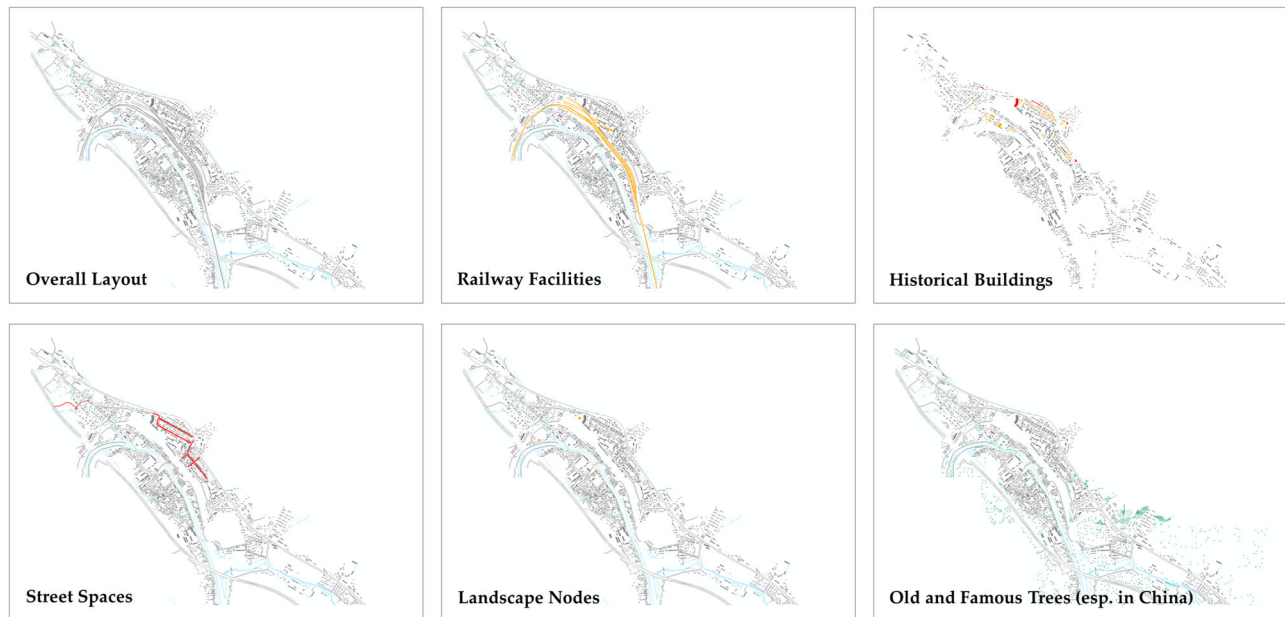 Overall Layout
Railway Facilities
Historical Buildings
Street Spaces
Landscape Nodes
Old and Famous Trees (esp. in China)